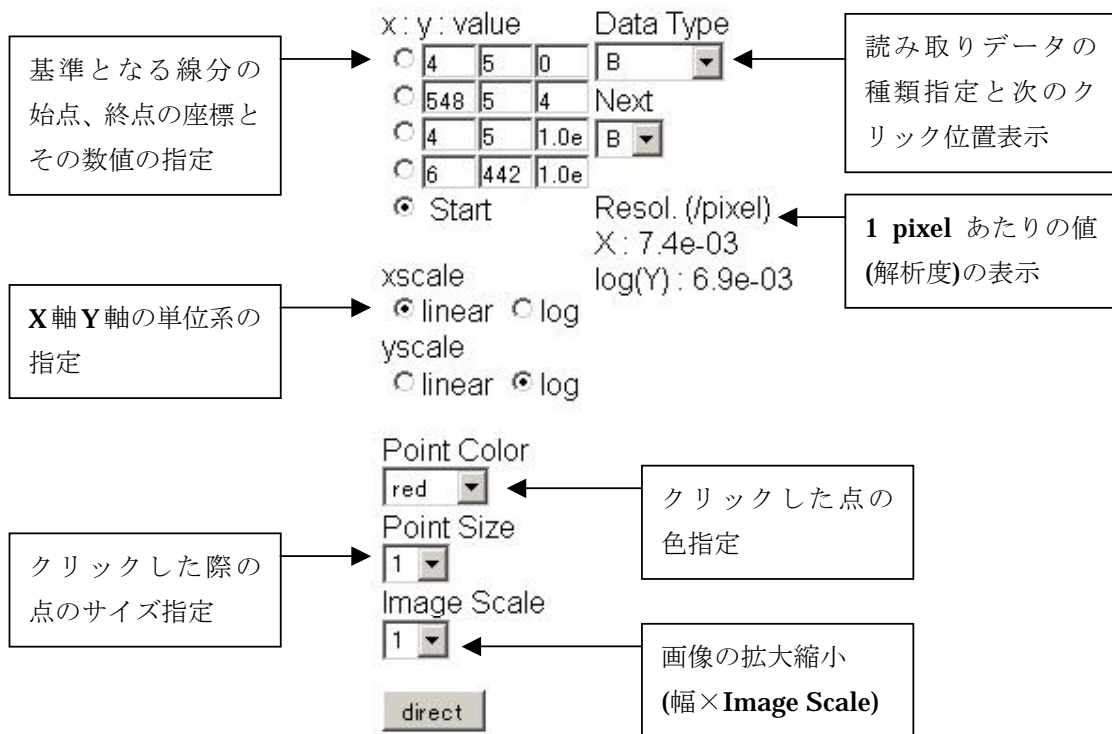 x : y : value
Data Type
4 5 0
B
548 5 4
Next
4 5 1.0e
B
6 442 1.0e
Start
Resol. (/pixel)
X : 7.4e-03
log(Y) : 6.9e-03
xscale
linear log
yscale
linear log
Point Color
red
Point Size
1
Image Scale
1
direct
基準となる線分の
始点、終点の座標と
その数値の指定
読み取りデータの
種類指定と次のク
リック位置表示
1 pixel あたりの値
(解析度)の表示
X軸Y軸の単位系の
指定
クリックした点の
色指定
クリックした際の
点のサイズ指定
画像の拡大縮小
(幅×Image Scale)